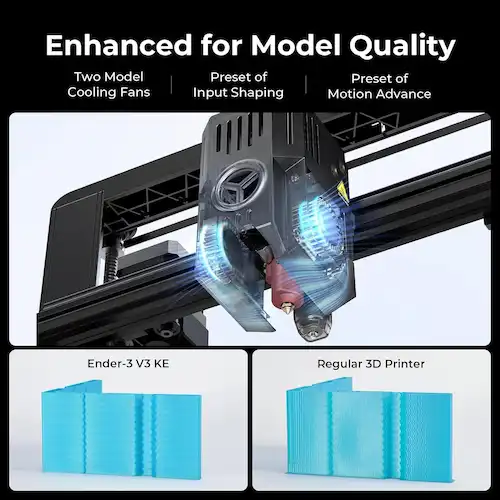 Enhanced for Model Quality
Two Model
Cooling Fans
Preset of
Input Shaping
Preset of
Motion Advance
Ender-3 V3 KE
Regular 3D Printer